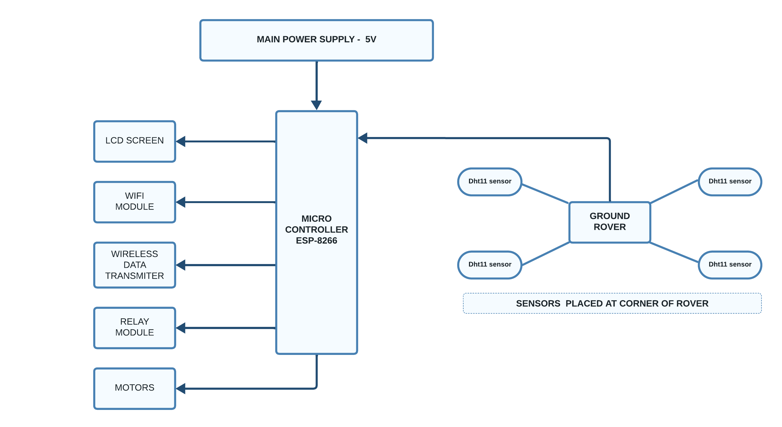 MAIN POWER SUPPLY - 5V
LCD SCREEN
WIFI
MODULE
WIRELESS
DATA
TRANSMITER
RELAY
MODULE
MOTORS
MICRO
CONTROLLER
ESP-8266
Dht11 sensor
Dht11 sensor
GROUND
ROVER
Dht11 sensor
Dht11 sensor
SENSORS PLACED AT CORNER OF ROVER